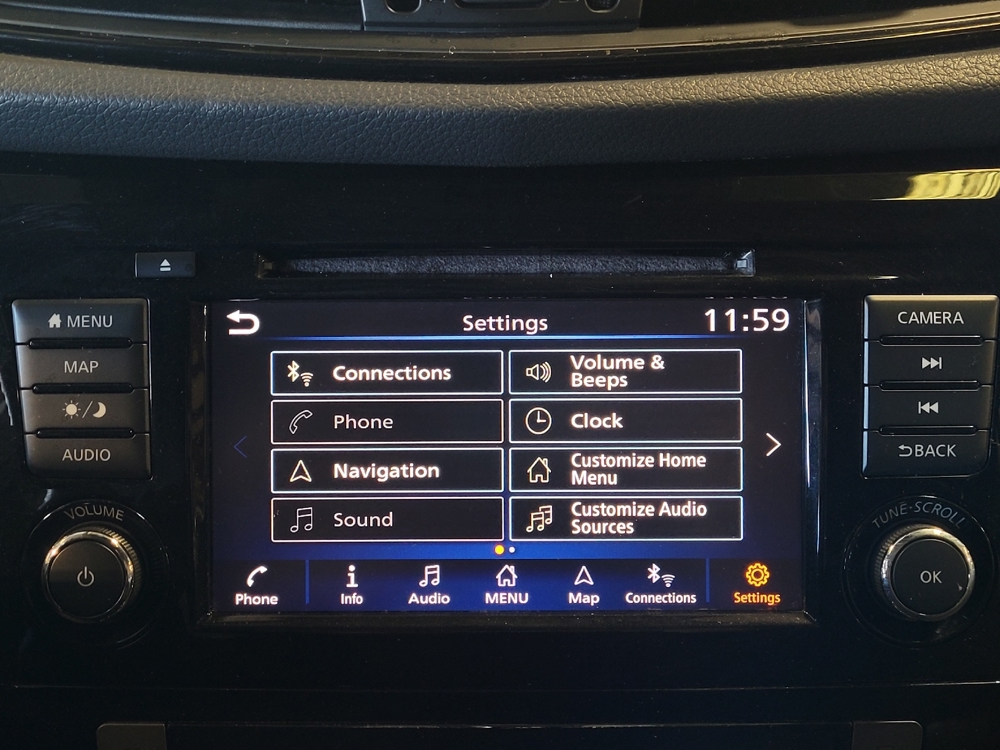 Settings
11:59
Connections
Volume &
Beeps
Phone
Clock
Navigation
Customize Home
Menu
Sound
Customize Audio
Sources
Phone
Info
Audio
MENU
Map
Connections
Settings
MENU
MAP
AUDIO
VOLUME
CAMERA
BACK
TUNE·SCROLL
OK